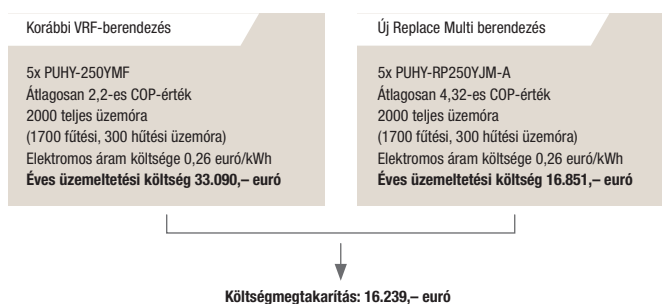 Korábbi VRF-berendezés
5x PUHY-250YMF
Átlagosan 2,2-es COP-érték
2000 teljes üzemóra
(1700 fűtési, 300 hűtési üzemóra)
Elektromos áram költsége 0,26 euró/kWh
Éves üzemeltetési költség 33.090,– euró
Új Replace Multi berendezés
5x PUHY-RP250YJM-A
Átlagosan 4,32-es COP-érték
2000 teljes üzemóra
(1700 fűtési, 300 hűtési üzemóra)
Elektromos áram költsége 0,26 euró/kWh
Éves üzemeltetési költség 16.851,– euró
Költségmegtakarítás: 16.239,– euró